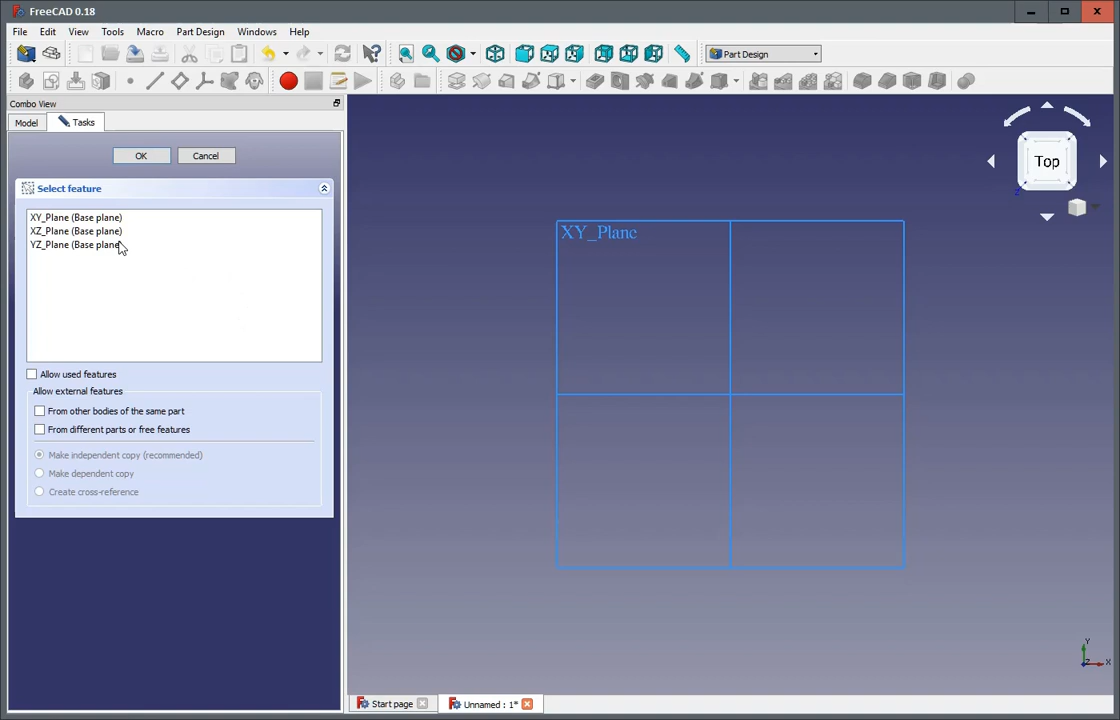 FreeCAD 0.18
File Edit View Tools Macro Part Design Windows Help
Part Design
Combo View
Model Tasks
OK Cancel
Select feature
XY_Plane (Base plane)
XZ_Plane (Base plane)
YZ_Plane (Base plane)
Allow used features
Allow external features
From other bodies of the same part
From different parts or free features
Make independent copy (recommended)
Make dependent copy
Create cross-reference
XY_Plane
Top
Z
Y
Z X
Start page Unnamed : 1*